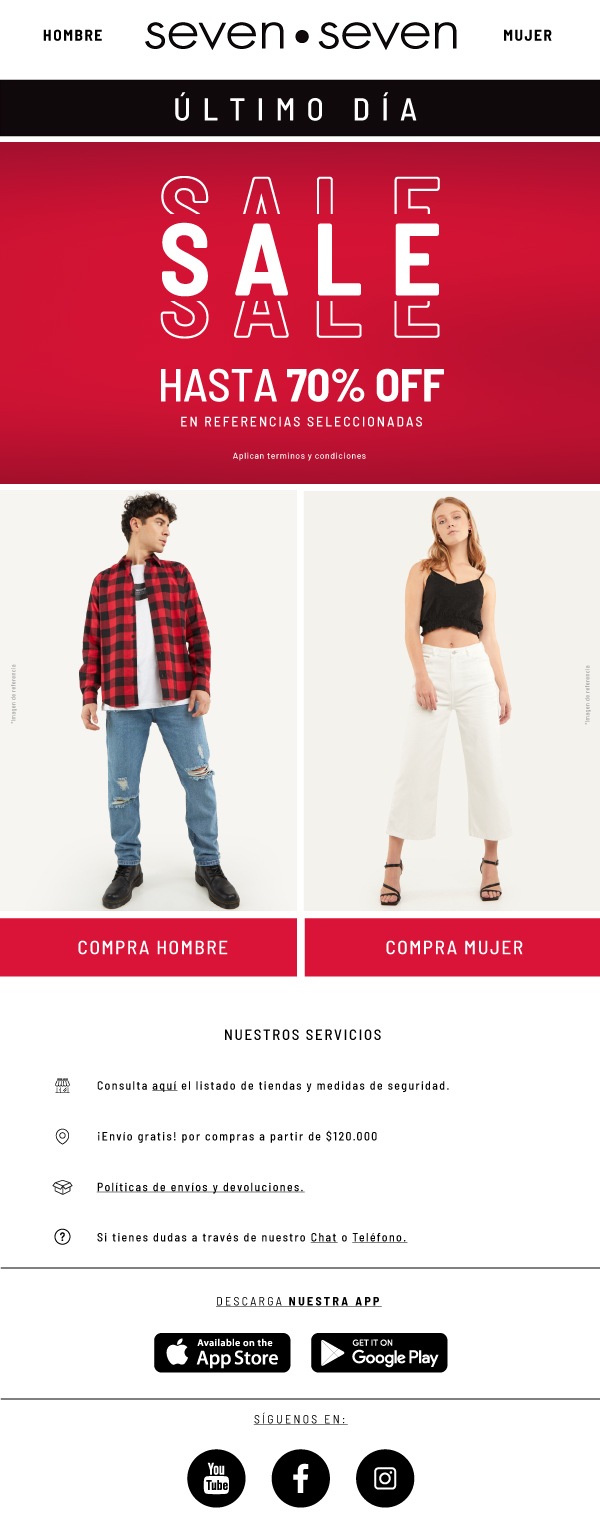 HOMBRE
seven•seven
MUJER
ÚLTIMO DÍA
SALE
SALE
SALE
HASTA 70% OFF
EN REFERENCIAS SELECCIONADAS
Aplican terminos y condiciones
*Imagen de referencia
*Imagen de referencia
COMPRA HOMBRE
COMPRA MUJER
NUESTROS SERVICIOS
Consulta aquí el listado de tiendas y medidas de seguridad.
¡Envío gratis! por compras a partir de $120.000
Políticas de envíos y devoluciones.
Si tienes dudas a través de nuestro Chat o Teléfono.
DESCARGA NUESTRA APP
Available on the
App Store
GET IT ON
Google Play
SÍGUENOS EN:
You
Tube